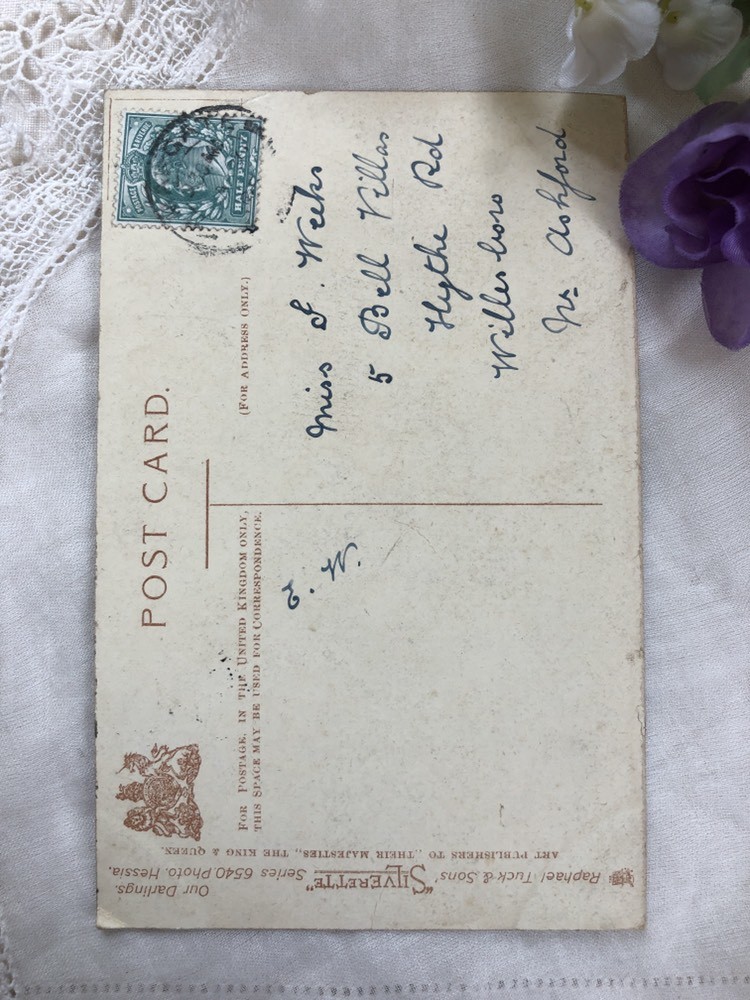 POST CARD.
FOR POSTAGE, IN THE UNITED KINGDOM ONLY,
THIS SPACE MAY BE USED FOR CORRESPONDENCE.
(FOR ADDRESS ONLY.)
HALFPENNY
E. W.
Miss S. Weeks
5 Bell Villas
Hythe Rd
Willesboro
Nr Ashford
Raphael Tuck & Sons' "SILVERETTE" Series 6540. Photo. Hessia.
Our Darlings.
ART PUBLISHERS TO THEIR MAJESTIES, THE KING & QUEEN.